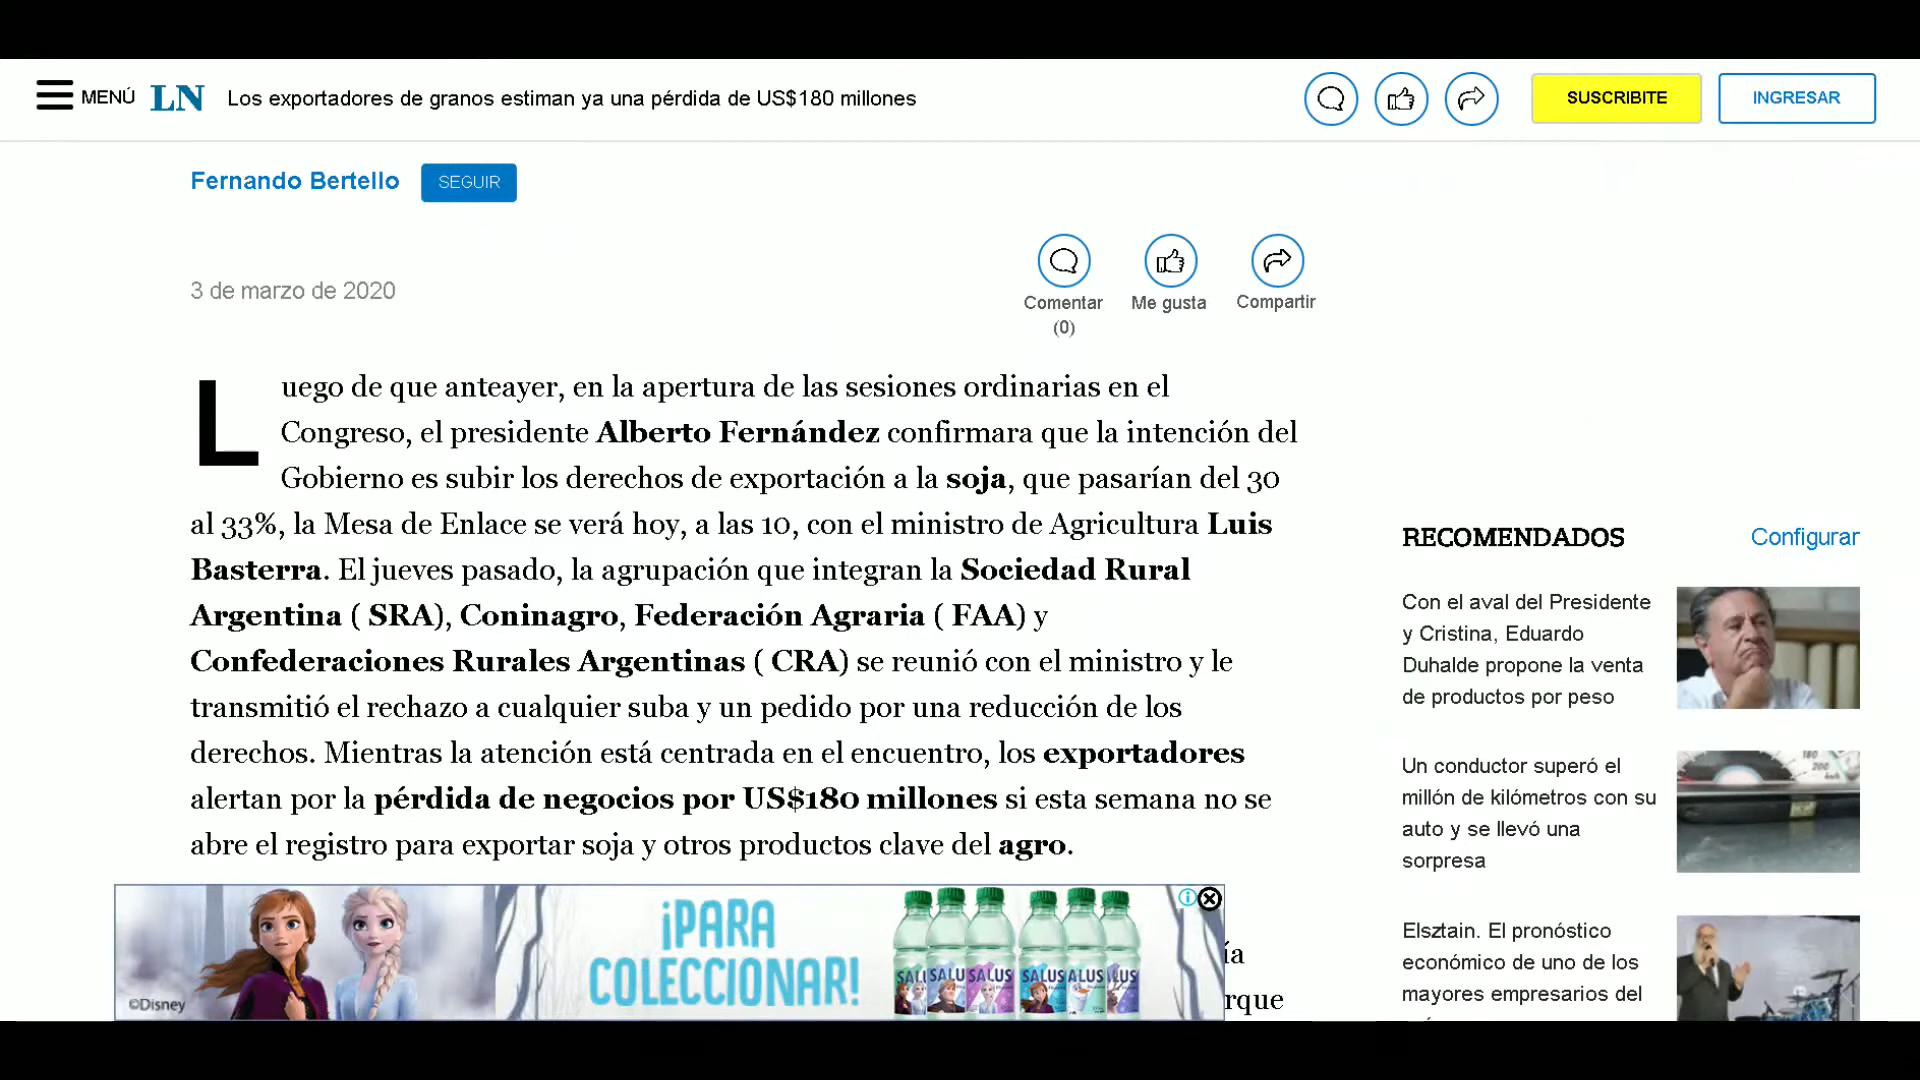 MENÚ LN Los exportadores de granos estiman ya una pérdida de US$180 millones SUSCRIBITE INGRESAR
Fernando Bertello SEGUIR
3 de marzo de 2020
Comentar Me gusta Compartir
(0)
Luego de que anteayer, en la apertura de las sesiones ordinarias en el
Congreso, el presidente Alberto Fernández confirmara que la intención del
Gobierno es subir los derechos de exportación a la soja, que pasarían del 30
al 33%, la Mesa de Enlace se verá hoy, a las 10, con el ministro de Agricultura Luis
Basterra. El jueves pasado, la agrupación que integran la Sociedad Rural
Argentina ( SRA), Coninagro, Federación Agraria ( FAA) y
Confederaciones Rurales Argentinas ( CRA) se reunió con el ministro y le
transmitió el rechazo a cualquier suba y un pedido por una reducción de los
derechos. Mientras la atención está centrada en el encuentro, los exportadores
alertan por la pérdida de negocios por US$180 millones si esta semana no se
abre el registro para exportar soja y otros productos clave del agro.
ía
rque
©Disney
¡PARA
COLECCIONAR!
SALUS SALUS
RECOMENDADOS Configurar
Con el aval del Presidente
y Cristina, Eduardo
Duhalde propone la venta
de productos por peso
Un conductor superó el
millón de kilómetros con su
auto y se llevó una
sorpresa
Elsztain. El pronóstico
económico de uno de los
mayores empresarios del